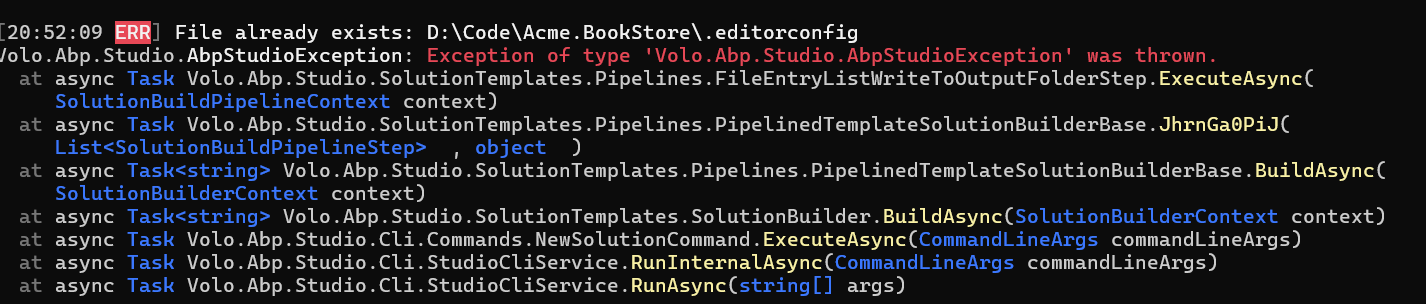 [20:52:09 ERR] File already exists: D:\Code\Acme.BookStore\.editorconfig
Volo.Abp.Studio.AbpStudioException: Exception of type 'Volo.Abp.Studio.AbpStudioException' was thrown.
at async Task Volo.Abp.Studio.SolutionTemplates.Pipelines.FileEntryListWriteToOutputFolderStep.ExecuteAsync(
SolutionBuildPipelineContext context)
at async Task Volo.Abp.Studio.SolutionTemplates.Pipelines.PipelinedTemplateSolutionBuilderBase.JhrnGa0PiJ(
List<SolutionBuildPipelineStep> , object )
at async Task<string> Volo.Abp.Studio.SolutionTemplates.Pipelines.PipelinedTemplateSolutionBuilderBase.BuildAsync(
SolutionBuilderContext context)
at async Task<string> Volo.Abp.Studio.SolutionTemplates.SolutionBuilder.BuildAsync(SolutionBuilderContext context)
at async Task Volo.Abp.Studio.Cli.Commands.NewSolutionCommand.ExecuteAsync(CommandLineArgs commandLineArgs)
at async Task Volo.Abp.Studio.Cli.StudioCliService.RunInternalAsync(CommandLineArgs commandLineArgs)
at async Task Volo.Abp.Studio.Cli.StudioCliService.RunAsync(string[] args)